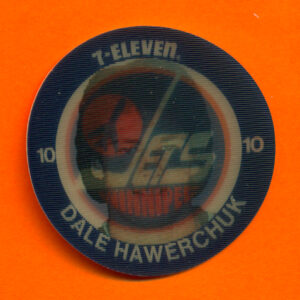 7-ELEVEN.
10 10
JETS
WINNIPEG
DALE HAWERCHUK